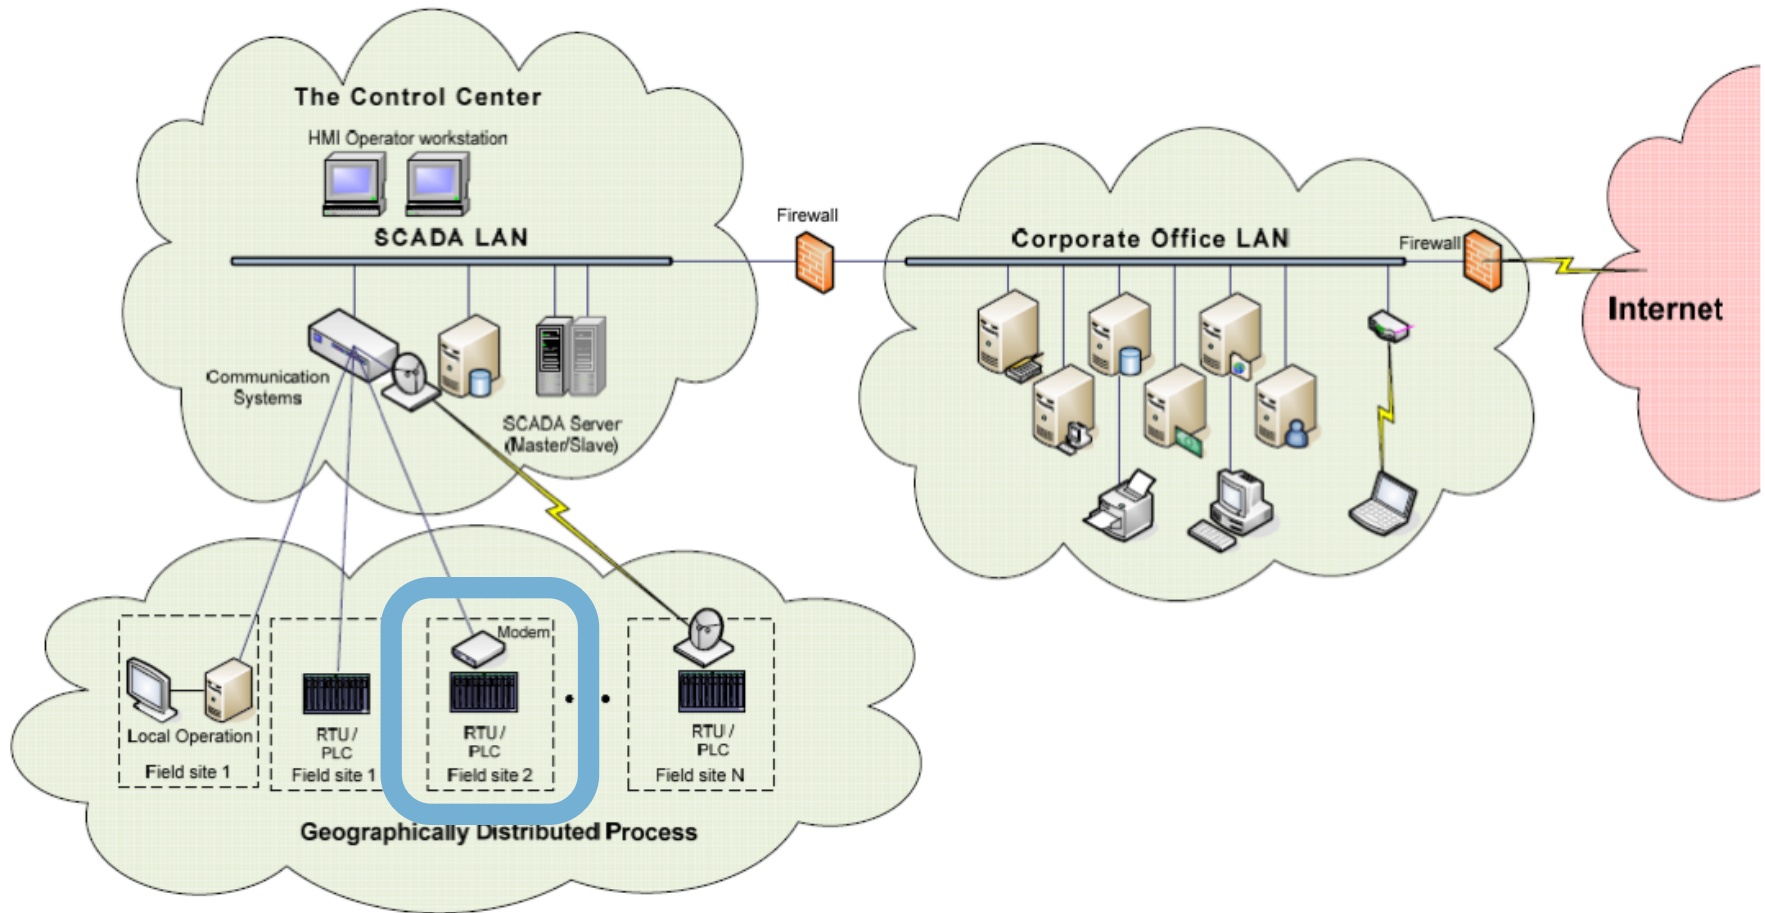 The Control Center
HMI Operator workstation
SCADA LAN
Communication
Systems
SCADA Server
(Master/Slave)
Firewall
Corporate Office LAN
Firewall
Internet
Modem
Local Operation
Field site 1
RTU /
PLC
Field site 1
RTU /
PLC
Field site 2
RTU /
PLC
Field site N
Geographically Distributed Process